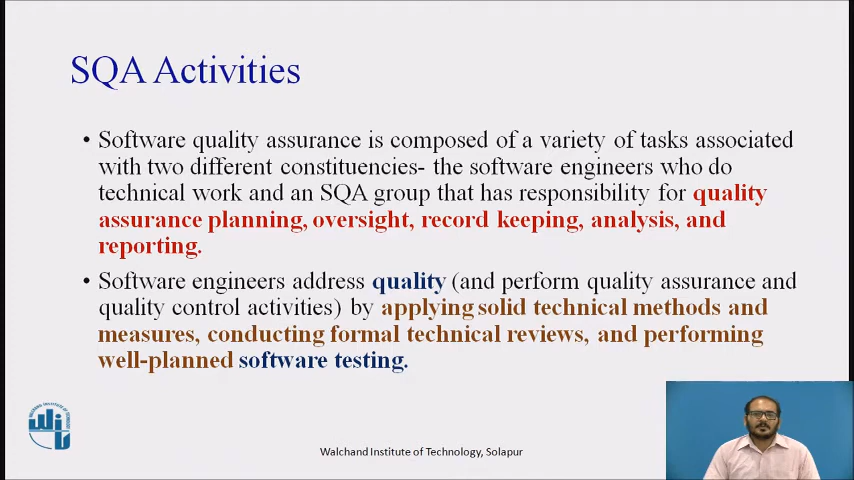 SQA Activities
• Software quality assurance is composed of a variety of tasks associated
with two different constituencies- the software engineers who do
technical work and an SQA group that has responsibility for quality
assurance planning, oversight, record keeping, analysis, and
reporting.
• Software engineers address quality (and perform quality assurance and
quality control activities) by applying solid technical methods and
measures, conducting formal technical reviews, and performing
well-planned software testing.
Walchand Institute of Technology, Solapur